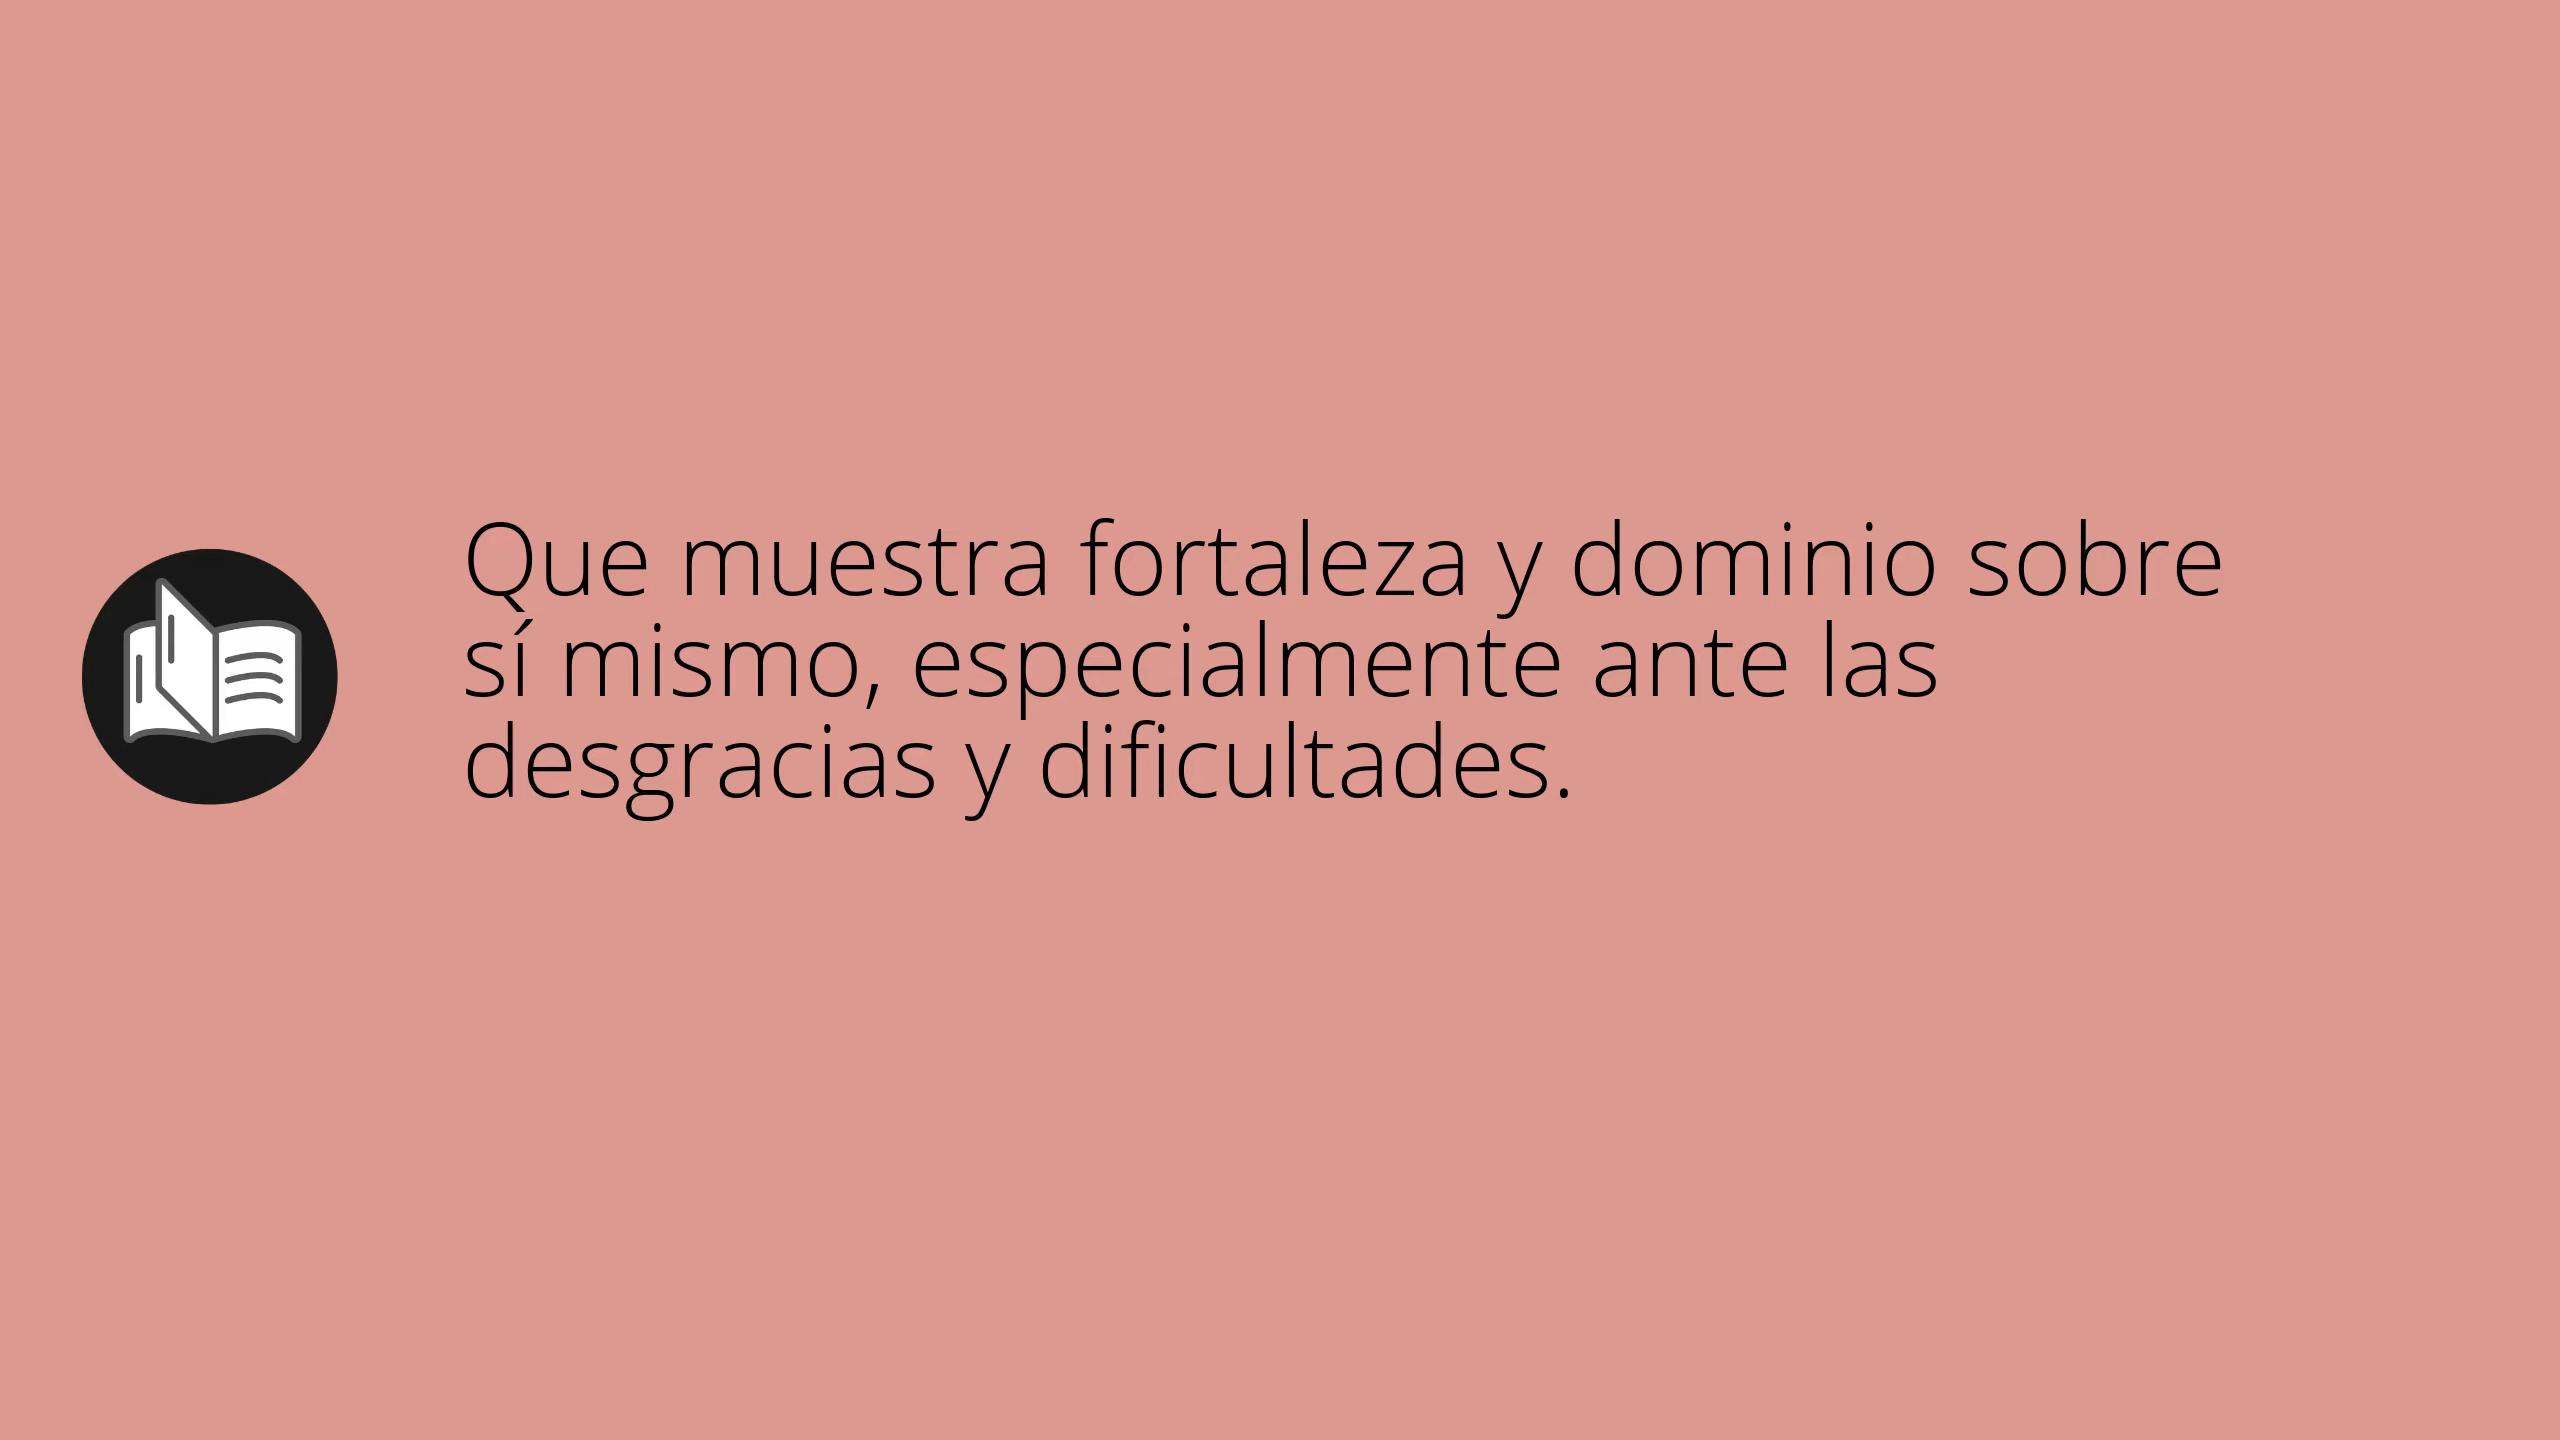 Que muestra fortaleza y dominio sobre
sí mismo, especialmente ante las
desgracias y dificultades.